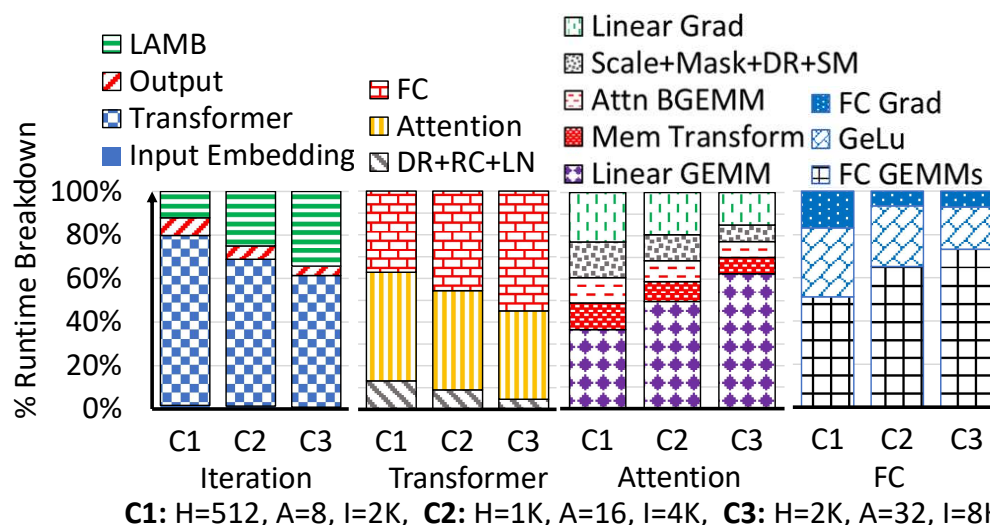 LAMB
Output
Transformer
Input Embedding
FC
Attention
DR+RC+LN
Linear Grad
Scale+Mask+DR+SM
Attn BGEMM
Mem Transform
Linear GEMM
FC Grad
GeLu
FC GEMMs
% Runtime Breakdown
100%
80%
60%
40%
20%
0%
C1 C2 C3 C1 C2 C3 C1 C2 C3 C1 C2 C3
Iteration Transformer Attention FC
C1: H=512, A=8, I=2K, C2: H=1K, A=16, I=4K, C3: H=2K, A=32, I=8